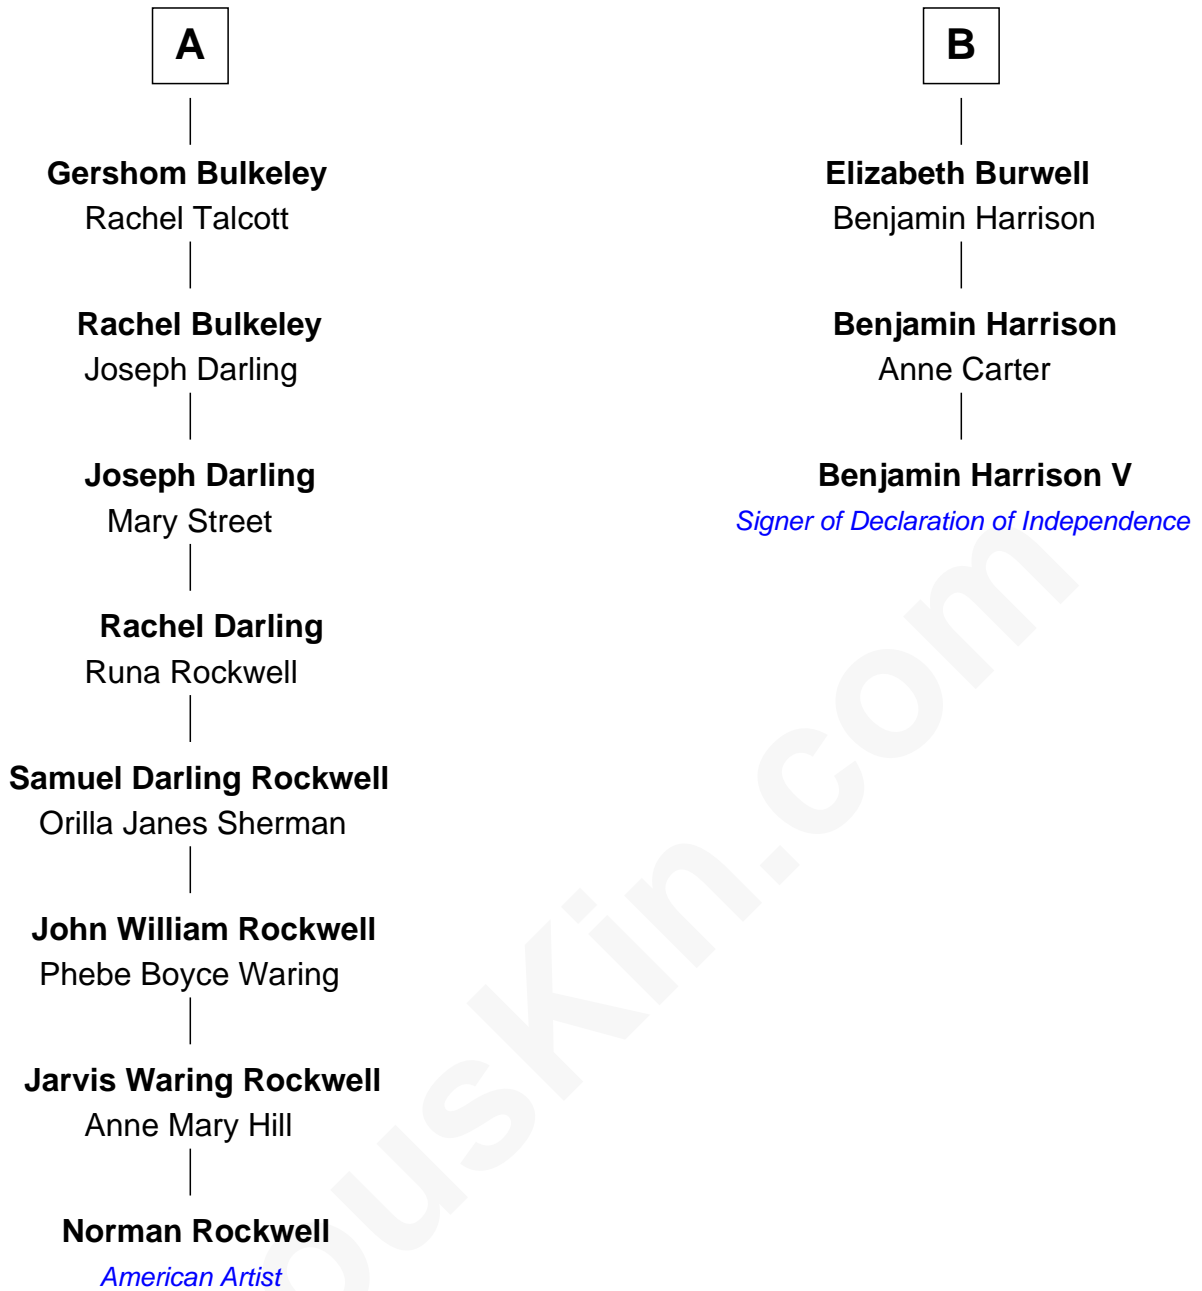 A
Gershom Bulkeley
Rachel Talcott
Rachel Bulkeley
Joseph Darling
Joseph Darling
Mary Street
Rachel Darling
Runa Rockwell
Samuel Darling Rockwell
Orilla Janes Sherman
John William Rockwell
Phebe Boyce Waring
Jarvis Waring Rockwell
Anne Mary Hill
Norman Rockwell
American Artist
B
Elizabeth Burwell
Benjamin Harrison
Benjamin Harrison
Anne Carter
Benjamin Harrison V
Signer of Declaration of Independence
ousKin.com